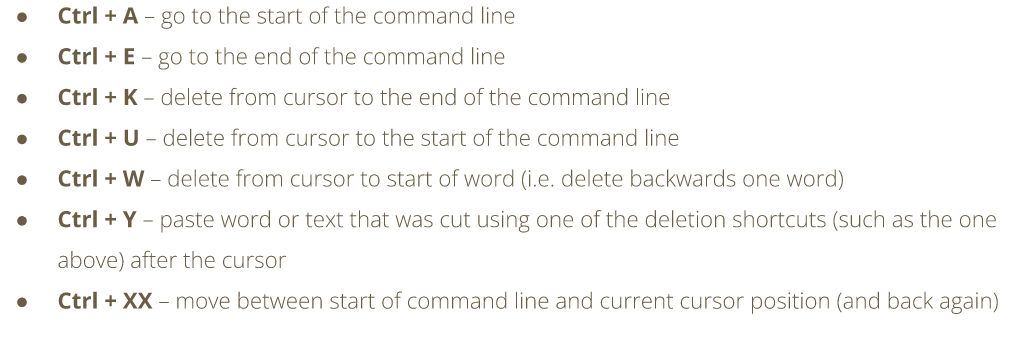 ● Ctrl + A – go to the start of the command line
● Ctrl + E – go to the end of the command line
● Ctrl + K – delete from cursor to the end of the command line
● Ctrl + U – delete from cursor to the start of the command line
● Ctrl + W – delete from cursor to start of word (i.e. delete backwards one word)
● Ctrl + Y – paste word or text that was cut using one of the deletion shortcuts (such as the one
above) after the cursor
● Ctrl + XX – move between start of command line and current cursor position (and back again)